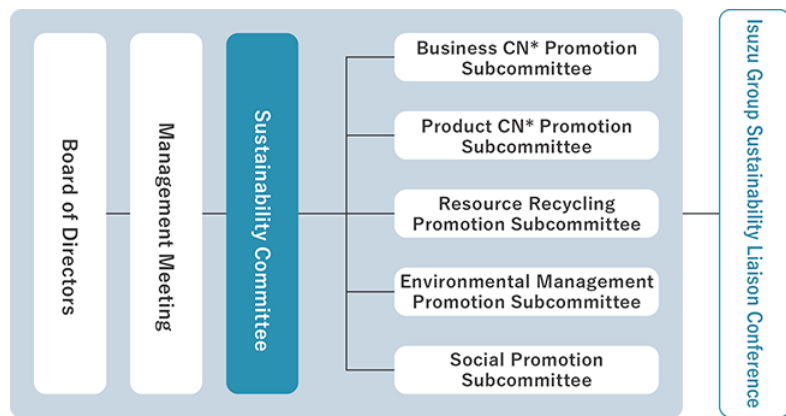 Board of Directors
Management Meeting
Sustainability Committee
Business CN* Promotion
Subcommittee
Product CN* Promotion
Subcommittee
Resource Recycling
Promotion Subcommittee
Environmental Management
Promotion Subcommittee
Social Promotion
Subcommittee
Isuzu Group Sustainability Liaison Conference